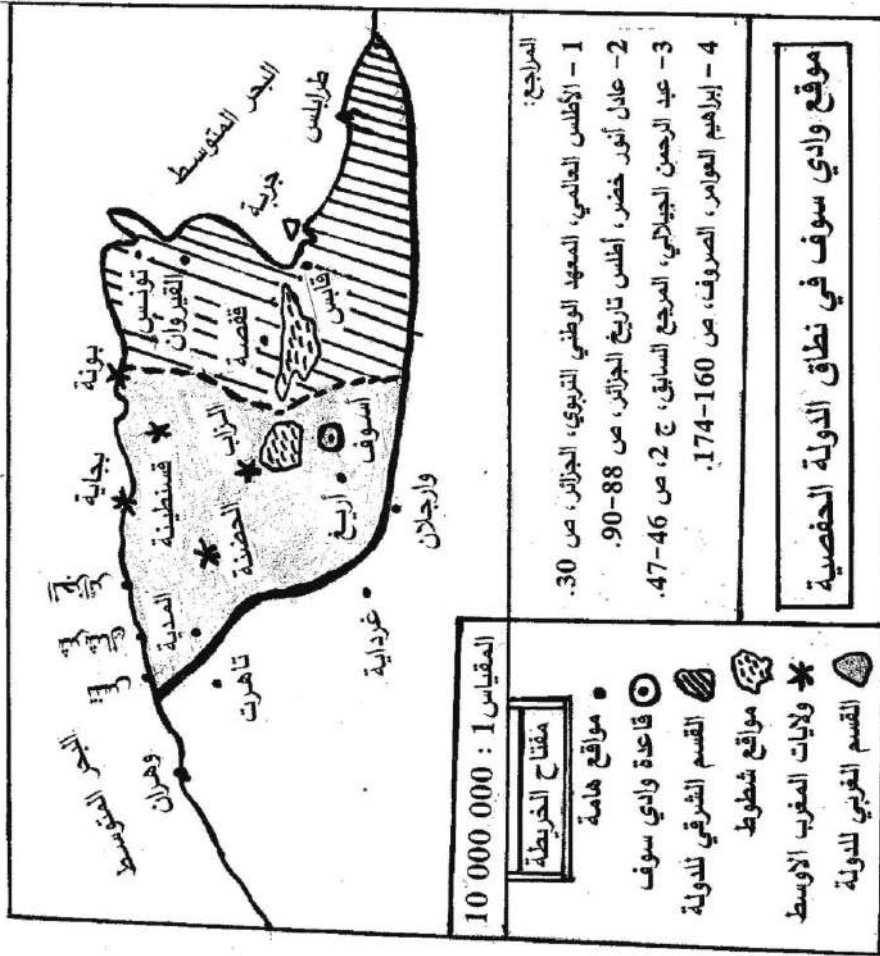 البحر المتوسط
طرابلس
جربة
تونس
القيروان
قفصة
قابس
بونة
بجاية
قسنطينة
الزاب
الحضنة
سوف
أريغ
وارجلان
غرداية
المدية
تاهرت
وهران
البحر المتوسط
المراجع:
1 - الأطلس العالمي، المعهد الوطني التربوي، الجزائر، ص 30.
2- عادل أنور خضر، أطلس تاريخ الجزائر، ص 88-90.
3- عبد الرحمن الجيلالي، المرجع السابق، ج 2، ص 46-47.
4 - إبراهيم العوامر، الصروف، ص 160-174.
موقع وادي سوف في نطاق الدولة الحفصية
المقياس 1 : 000 000 10
مفتاح الخريطة
مواقع هامة
قاعدة وادي سوف
القسم الشرقي للدولة
مواقع شطوط
ولايات المغرب الاوسط
القسم الغربي للدولة